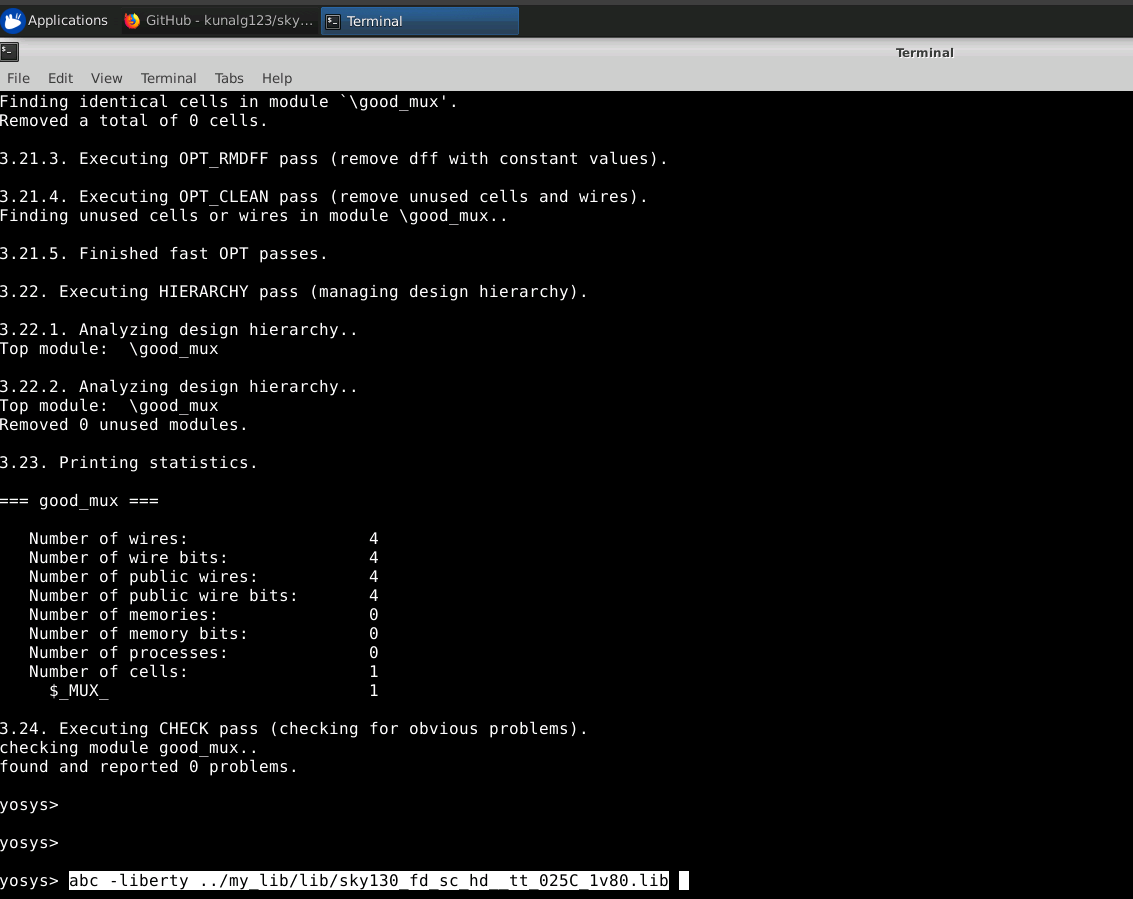 Applications GitHub - kunalg123/sky... Terminal
Terminal
File Edit View Terminal Tabs Help
Finding identical cells in module `\good_mux'.
Removed a total of 0 cells.
3.21.3. Executing OPT_RMDFF pass (remove dff with constant values).
3.21.4. Executing OPT_CLEAN pass (remove unused cells and wires).
Finding unused cells or wires in module \good_mux..
3.21.5. Finished fast OPT passes.
3.22. Executing HIERARCHY pass (managing design hierarchy).
3.22.1. Analyzing design hierarchy..
Top module:  \good_mux
3.22.2. Analyzing design hierarchy..
Top module:  \good_mux
Removed 0 unused modules.
3.23. Printing statistics.
=== good_mux ===
Number of wires: 4
Number of wire bits: 4
Number of public wires: 4
Number of public wire bits: 4
Number of memories: 0
Number of memory bits: 0
Number of processes: 0
Number of cells: 1
$_MUX_ 1
3.24. Executing CHECK pass (checking for obvious problems).
checking module good_mux..
found and reported 0 problems.
yosys>
yosys>
yosys> abc -liberty ../my_lib/lib/sky130_fd_sc_hd__tt_025C_1v80.lib